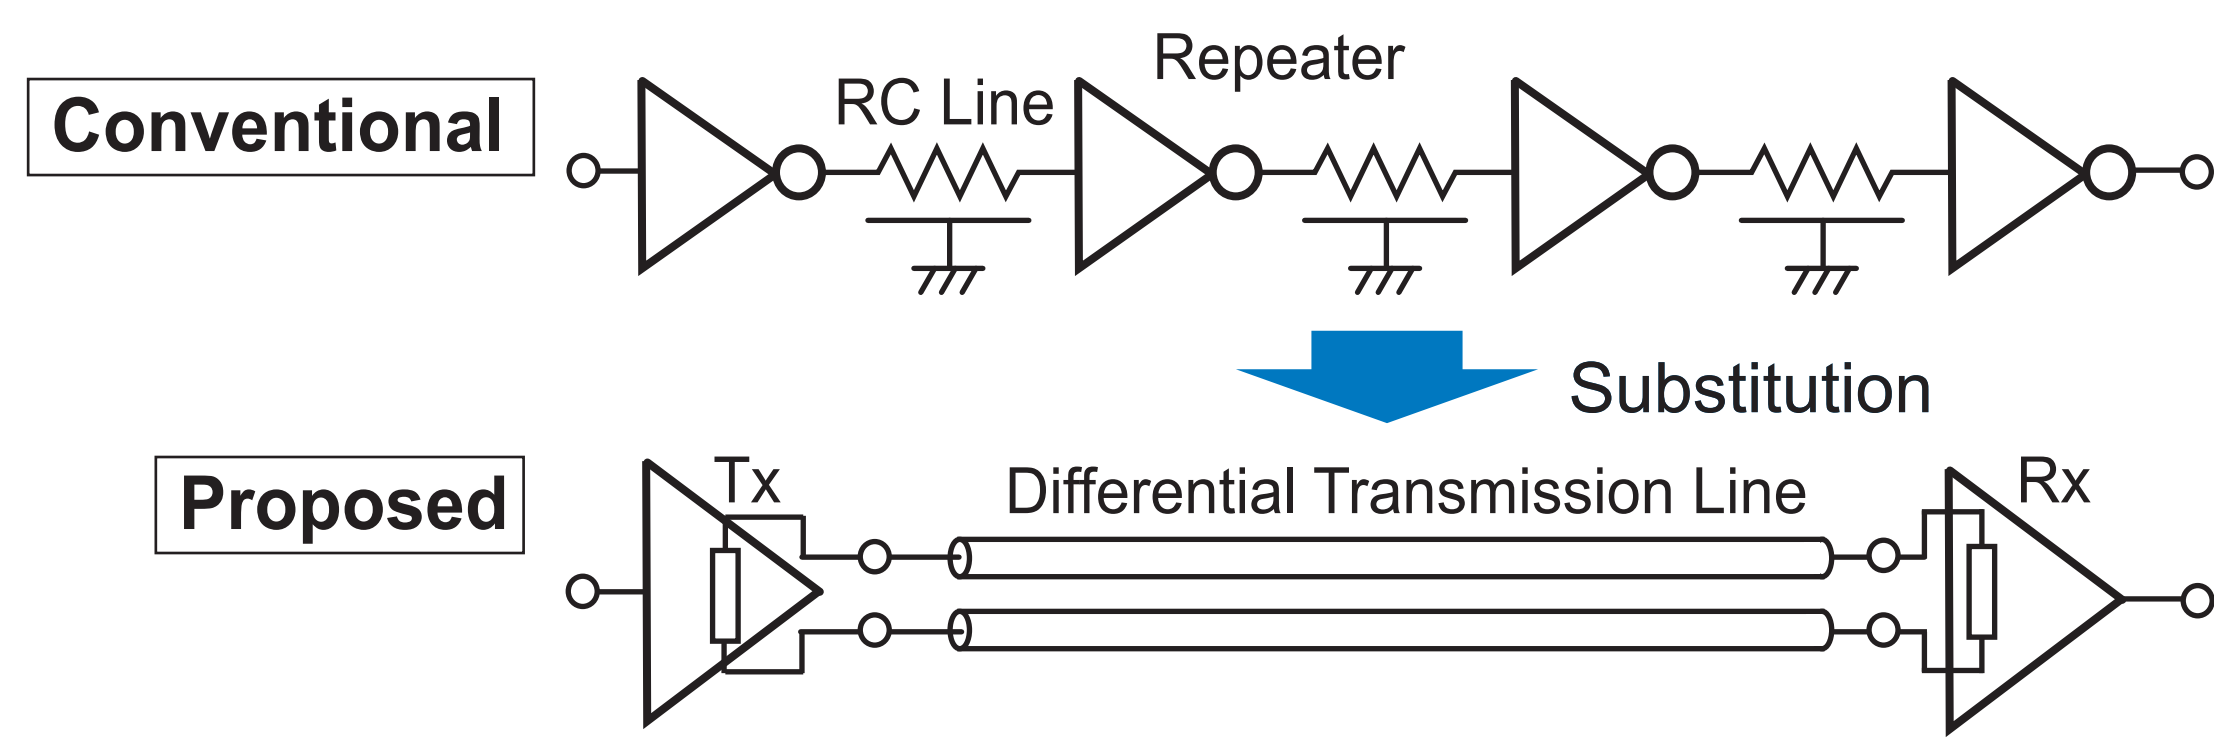 Repeater
RC Line
Conventional
Substitution
Proposed
Tx
Differential Transmission Line
Rx